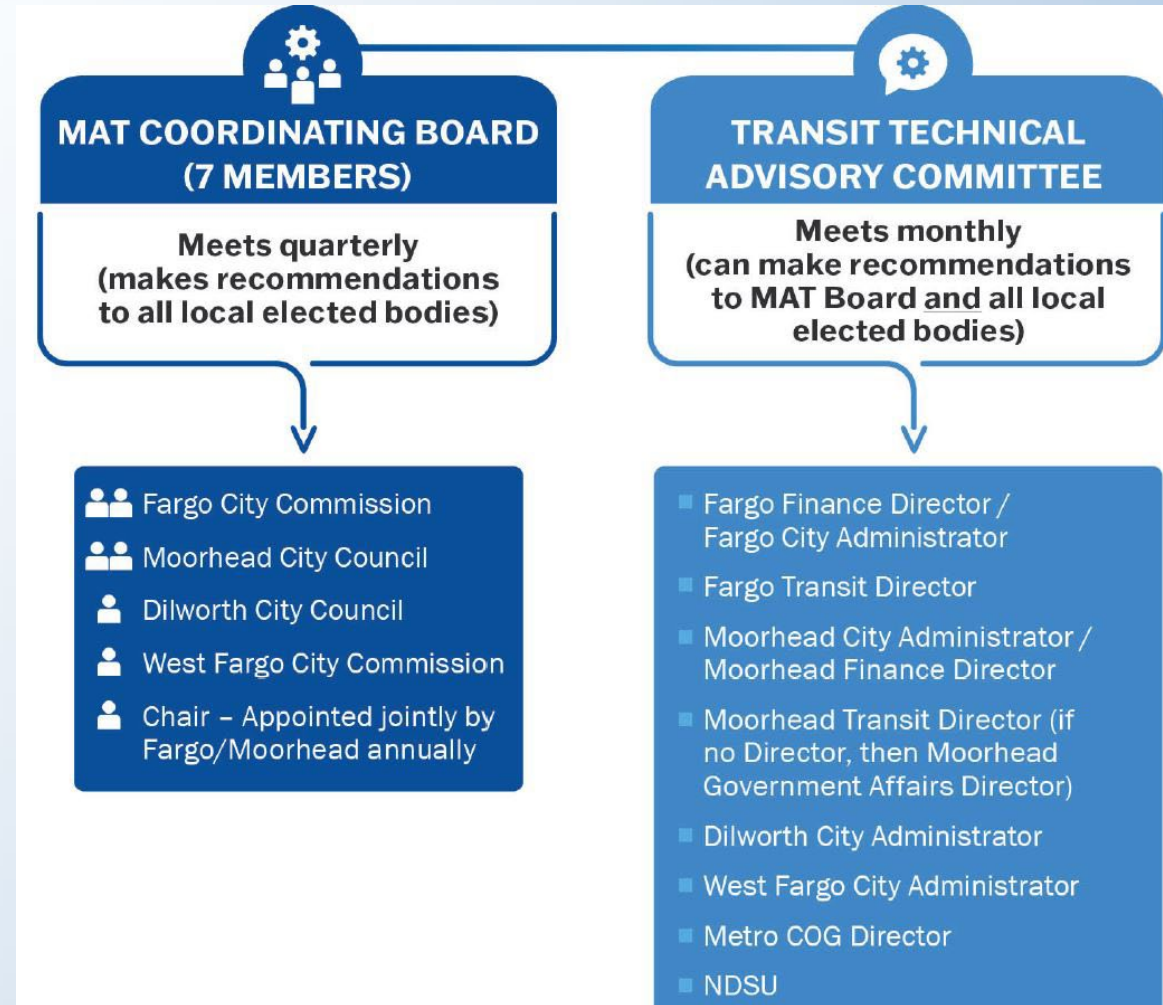 MAT COORDINATING BOARD
(7 MEMBERS)
Meets quarterly
(makes recommendations
to all local elected bodies)
Fargo City Commission
Moorhead City Council
Dilworth City Council
West Fargo City Commission
Chair – Appointed jointly by
Fargo/Moorhead annually
TRANSIT TECHNICAL
ADVISORY COMMITTEE
Meets monthly
(can make recommendations
to MAT Board and all local
elected bodies)
Fargo Finance Director /
Fargo City Administrator
Fargo Transit Director
Moorhead City Administrator /
Moorhead Finance Director
Moorhead Transit Director (if
no Director, then Moorhead
Government Affairs Director)
Dilworth City Administrator
West Fargo City Administrator
Metro COG Director
NDSU